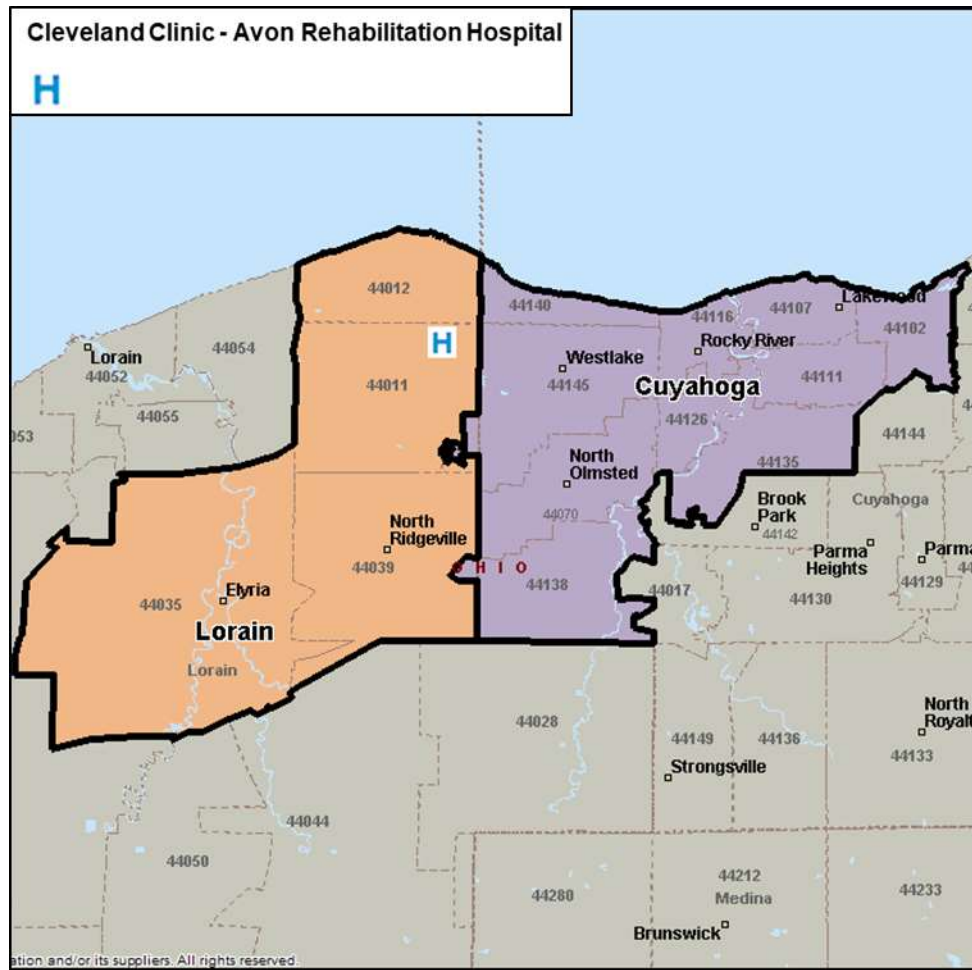 Cleveland Clinic - Avon Rehabilitation Hospital
H
44012
44140
44116
44107
Lakewood
44102
H
Lorain
44052
44054
44011
Westlake
44145
Rocky River
Cuyahoga
44111
44055
44126
053
44144
North
Olmsted
44135
44070
Brook
Park
44142
Cuyahoga
North
Ridgeville
44039
OHIO
Parma
Heights
Parma
44129
44
44035
Elyria
44138
44017
44130
Lorain
Lorain
44028
44149
44136
North
Royalt
44133
Strongsville
44044
44050
44280
44212
Medina
44233
Brunswick
ation and/or its suppliers. All rights reserved.